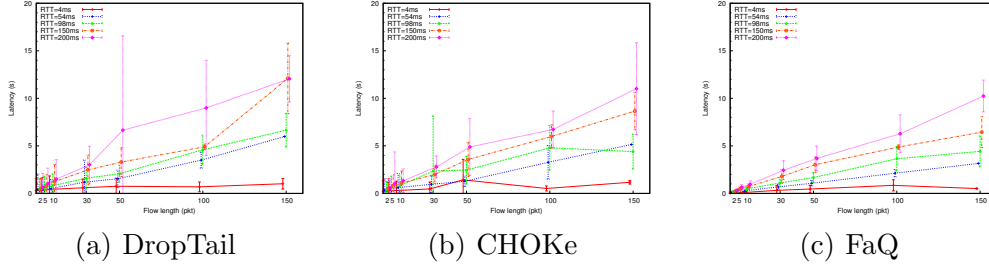 RTT=4ms
RTT=54ms
RTT=98ms
RTT=150ms
RTT=200ms
20
15
10
5
0
Latency (s)
2 5 10 30 50 100 150
Flow length (pkt)
(a) DropTail
RTT=4ms
RTT=54ms
RTT=98ms
RTT=150ms
RTT=200ms
20
15
10
5
0
Latency (s)
2 5 10 30 50 100 150
Flow length (pkt)
(b) CHOKe
RTT=4ms
RTT=54ms
RTT=98ms
RTT=150ms
RTT=200ms
20
15
10
5
0
Latency (s)
2 5 10 30 50 100 150
Flow length (pkt)
(c) FaQ